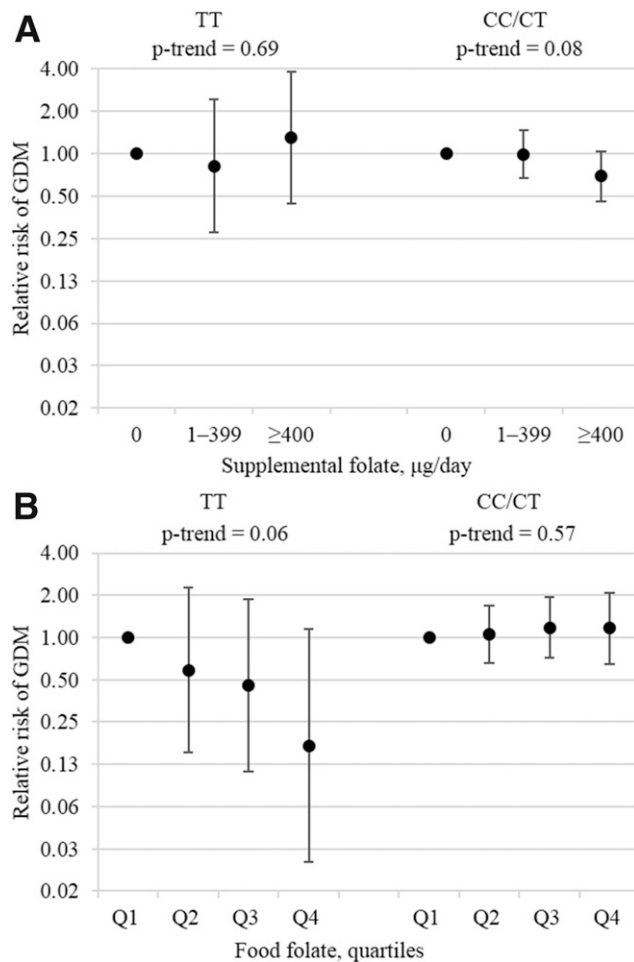 A
TT CC/CT
p-trend = 0.69 p-trend = 0.08
Relative risk of GDM
4.00
2.00
1.00
0.50
0.25
0.13
0.06
0.03
0.02
0 1–399 ≥400 0 1–399 ≥400
Supplemental folate, μg/day
B
TT CC/CT
p-trend = 0.06 p-trend = 0.57
Relative risk of GDM
4.00
2.00
1.00
0.50
0.25
0.13
0.06
0.03
0.02
Q1 Q2 Q3 Q4 Q1 Q2 Q3 Q4
Food folate, quartiles